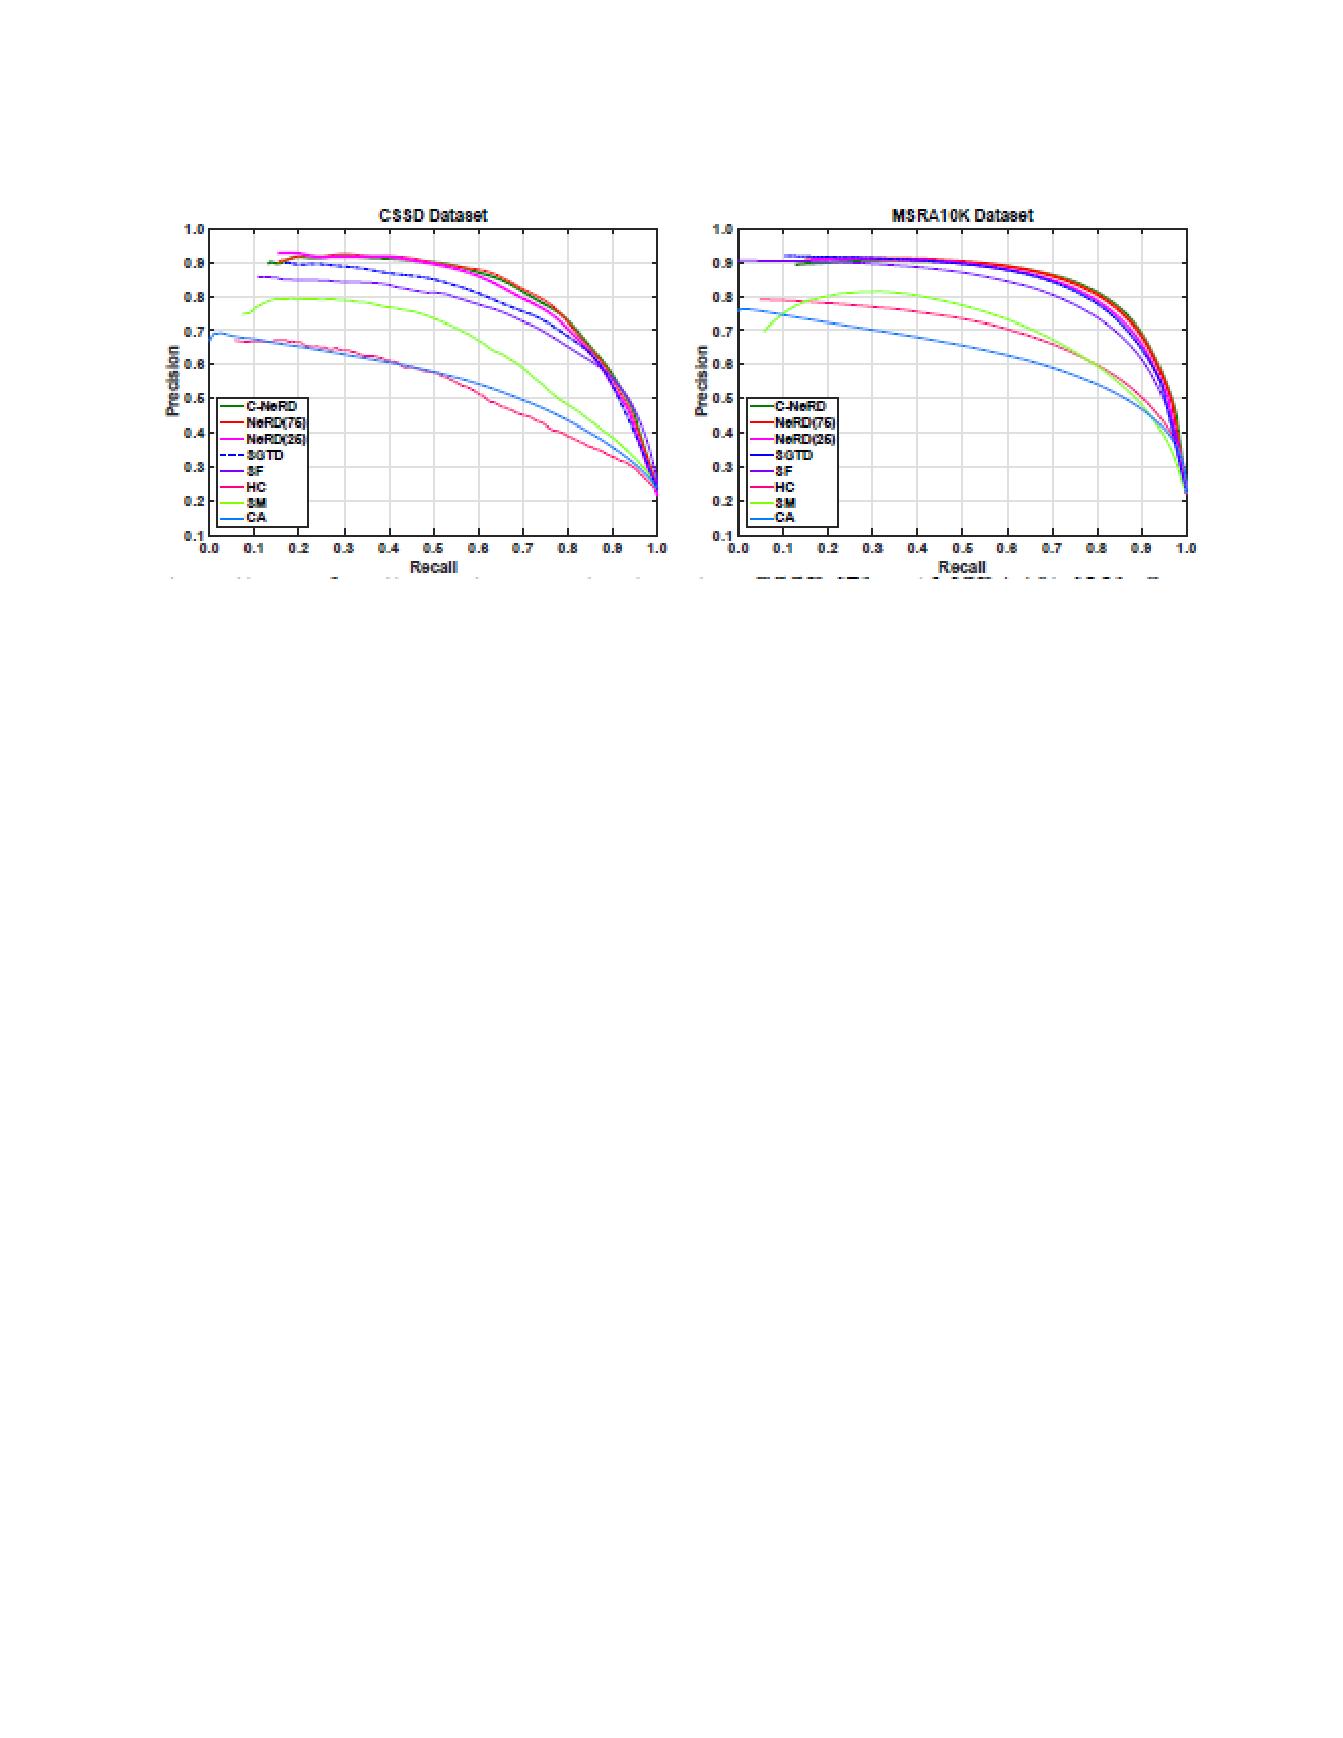 CSSD Dataset
1.0
0.9
0.8
0.7
0.6
0.5
0.4
0.3
0.2
0.1
Precision
C-NeRD
NeRD(75)
NeRD(25)
SGTD
SF
HC
SM
CA
0.0 0.1 0.2 0.3 0.4 0.5 0.6 0.7 0.8 0.9 1.0
Recall
MSRA10K Dataset
1.0
0.9
0.8
0.7
0.6
0.5
0.4
0.3
0.2
0.1
Precision
C-NeRD
NeRD(75)
NeRD(25)
SGTD
SF
HC
SM
CA
0.0 0.1 0.2 0.3 0.4 0.5 0.6 0.7 0.8 0.9 1.0
Recall